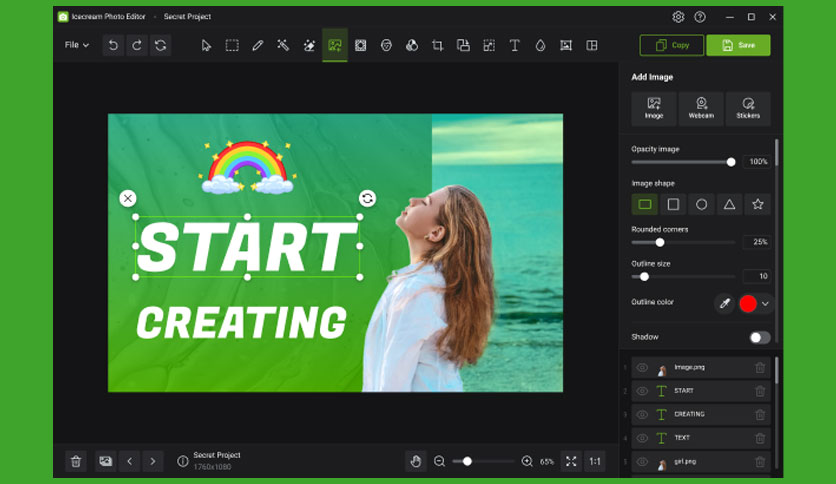 Icecream Photo Editor - Secret Project
File
Copy
Save
Add Image
Image
Webcam
Stickers
Opacity image
100%
Image shape
Rounded corners
25%
Outline size
10
Outline color
Shadow
START
CREATING
1 Image.png
2 T START
3 T CREATING
4 T TEXT
5 girl.png
Secret Project
1760x1080
65%
1:1